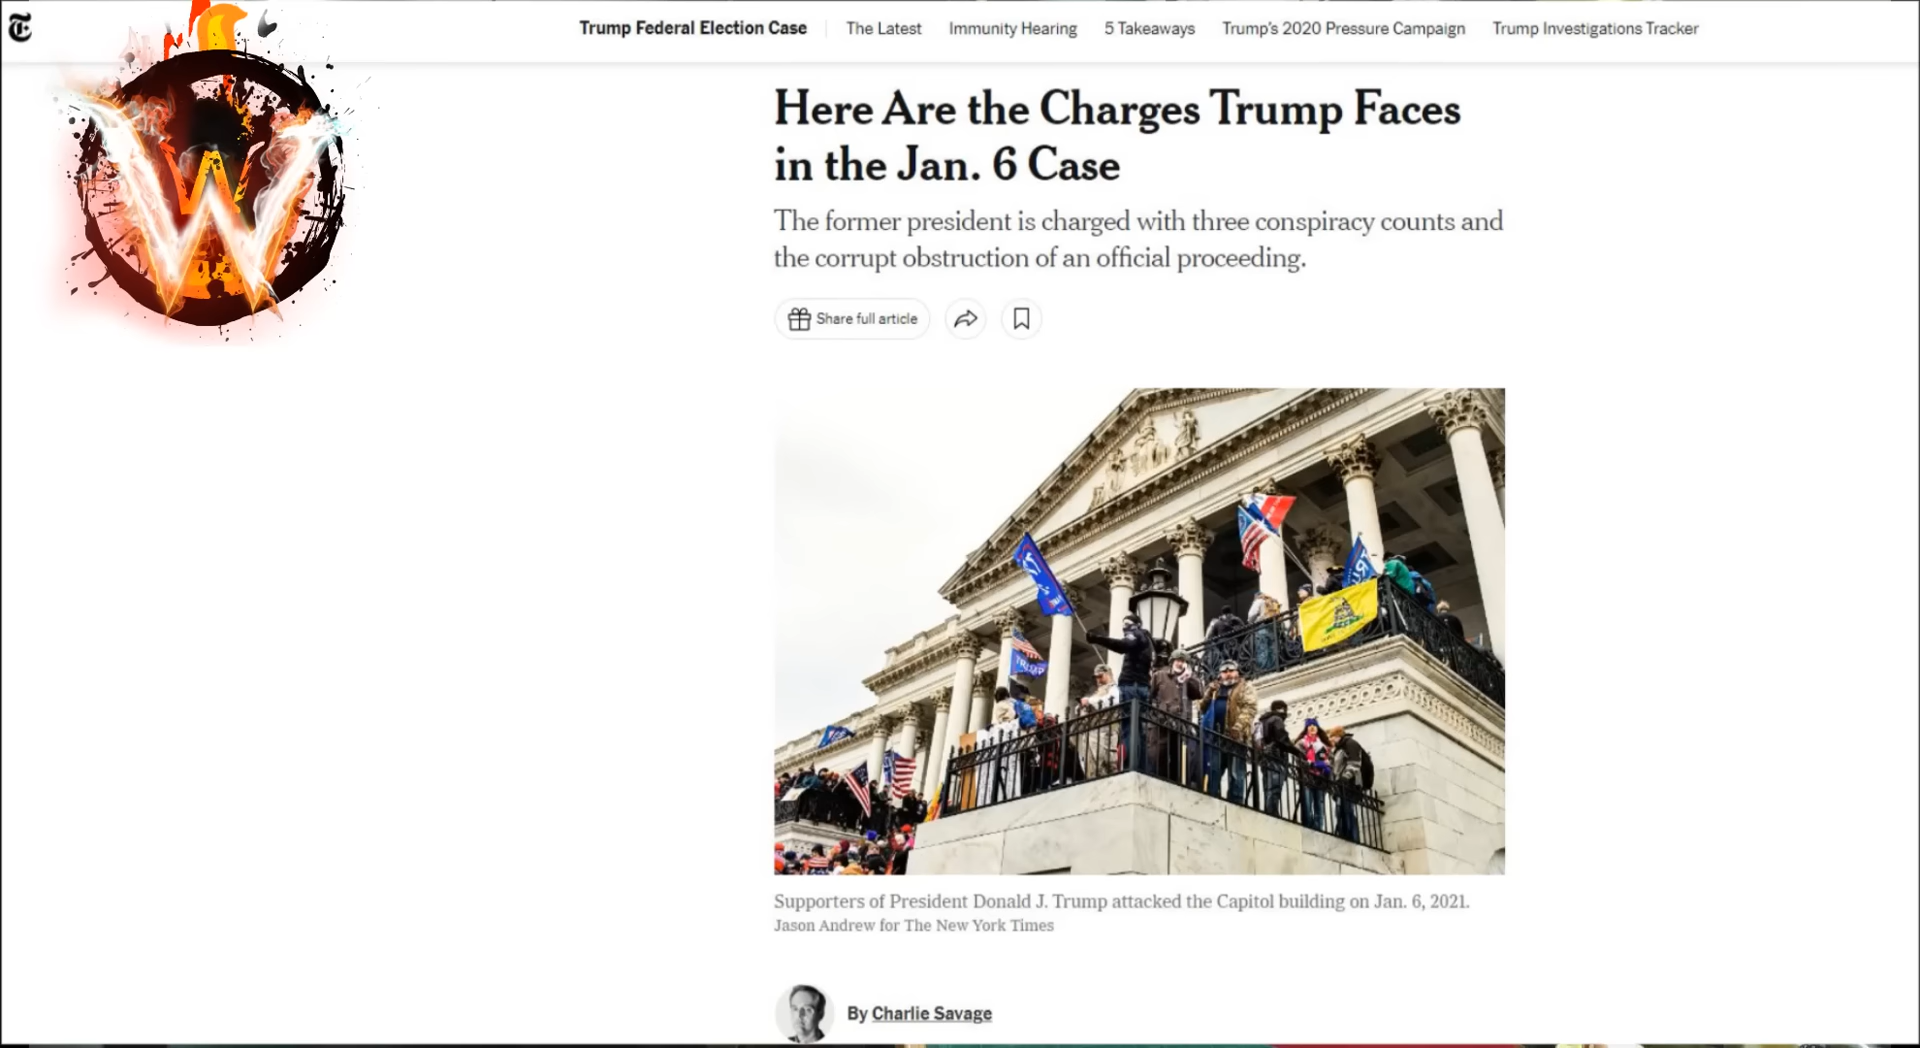 T
Trump Federal Election Case The Latest Immunity Hearing 5 Takeaways Trump's 2020 Pressure Campaign Trump Investigations Tracker
W
Here Are the Charges Trump Faces
in the Jan. 6 Case
The former president is charged with three conspiracy counts and
the corrupt obstruction of an official proceeding.
Share full article
TRUMP
Supporters of President Donald J. Trump attacked the Capitol building on Jan. 6, 2021.
Jason Andrew for The New York Times
By Charlie Savage